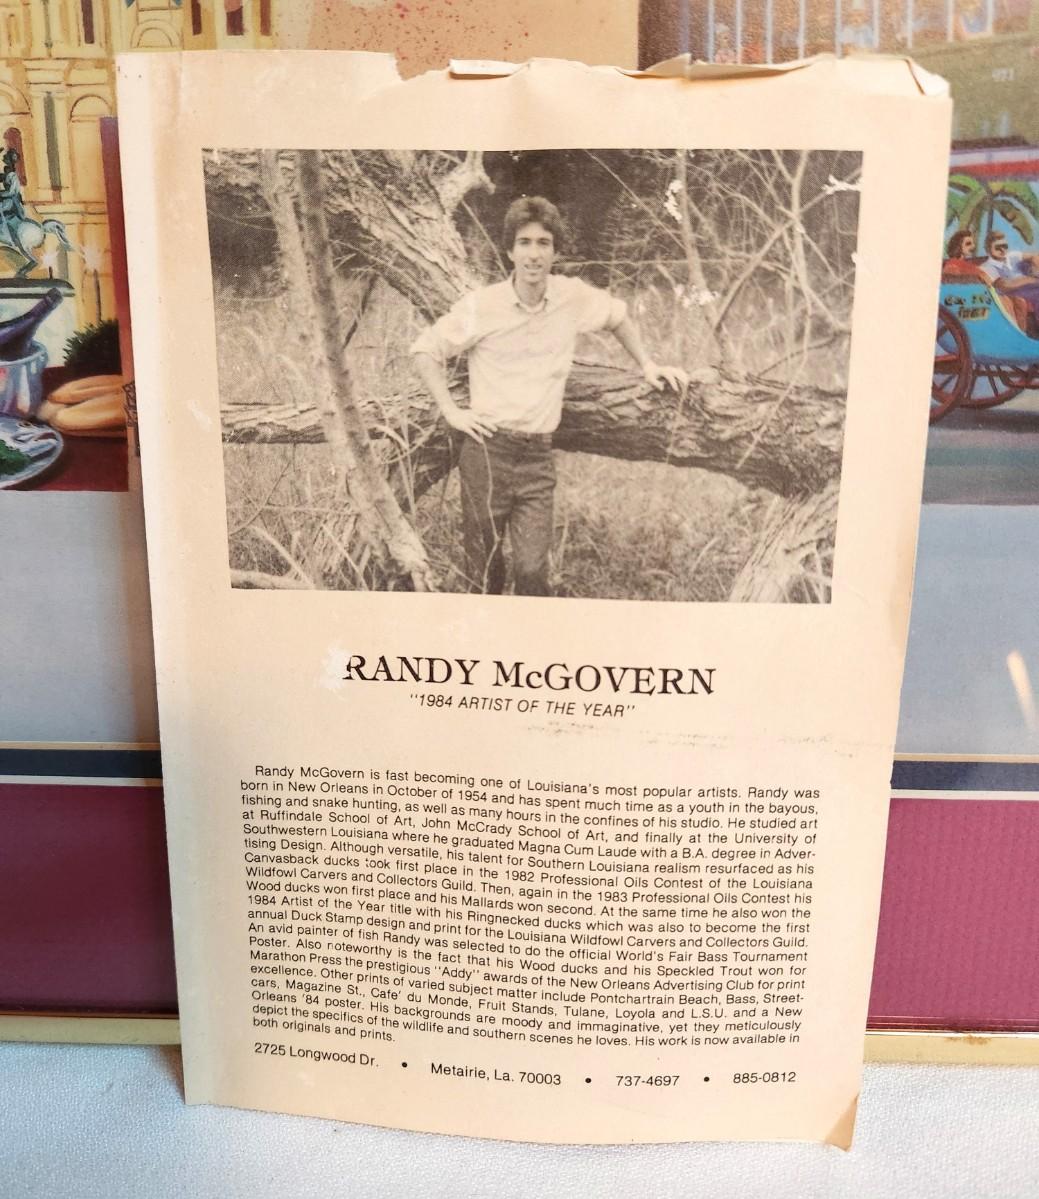 RANDY McGOVERN
"1984 ARTIST OF THE YEAR"
Randy McGovern is fast becoming one of Louisiana's most popular artists. Randy was
born in New Orleans in October of 1954 and has spent much time as a youth in the bayous,
fishing and snake hunting, as well as many hours in the confines of his studio. He studied art
at Ruffindale School of Art, John McCrady School of Art, and finally at the University of
Southwestern Louisiana where he graduated Magna Cum Laude with a B.A. degree in Adver-
tising Design. Although versatile, his talent for Southern Louisiana realism resurfaced as his
Canvasback ducks took first place in the 1982 Professional Oils Contest of the Louisiana
Wildfowl Carvers and Collectors Guild. Then, again in the 1983 Professional Oils Contest his
Wood ducks won first place and his Mallards won second. At the same time he also won the
1984 Artist of the Year title with his Ringnecked ducks which was also to become the first
annual Duck Stamp design and print for the Louisiana Wildfowl Carvers and Collectors Guild.
An avid painter of fish Randy was selected to do the official World's Fair Bass Tournament
Poster. Also noteworthy is the fact that his Wood ducks and his Speckled Trout won for
Marathon Press the prestigious "Addy" awards of the New Orleans Advertising Club for print
excellence. Other prints of varied subject matter include Pontchartrain Beach, Bass, Street-
cars, Magazine St., Cafe' du Monde, Fruit Stands, Tulane, Loyola and L.S.U. and a New
Orleans '84 poster. His backgrounds are moody and immaginative, yet they meticulously
depict the specifics of the wildlife and southern scenes he loves. His work is now available in
both originals and prints.
2725 Longwood Dr. • Metairie, La. 70003 • 737-4697 • 885-0812